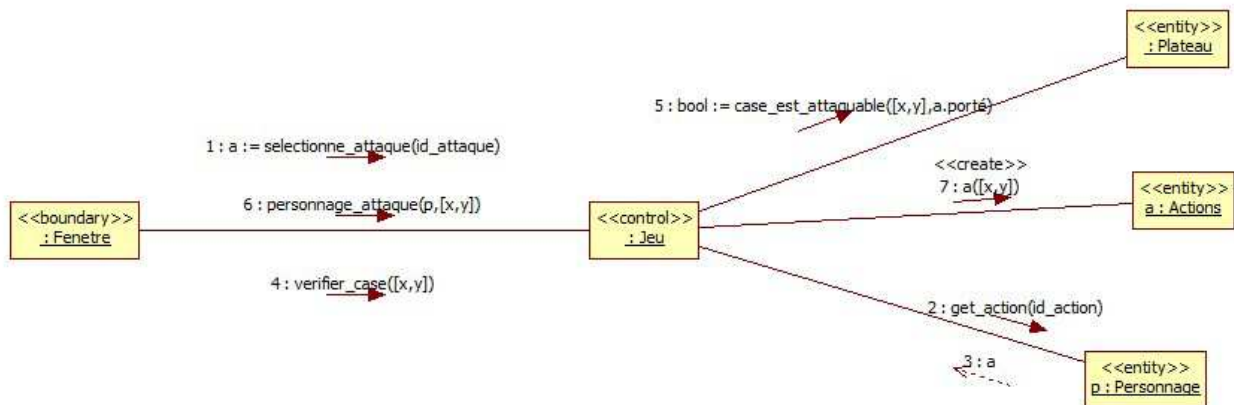 <<entity>>
: Plateau
5 : bool := case_est_attaquable([x,y],a.porté)
1 : a := selectionne_attaque(id_attaque)
<<create>>
7 : a([x,y])
6 : personnage_attaque(p,[x,y])
<<entity>>
a : Actions
<<boundary>>
: Fenetre
<<control>>
: Jeu
4 : verifier_case([x,y])
2 : get_action(id_action)
3 : a
<<entity>>
p : Personnage